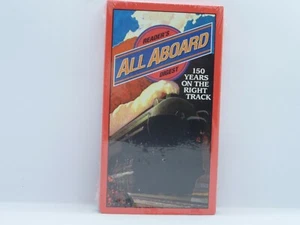 READER'S
ALL ABOARD
DIGEST
150
YEARS
ON THE
RIGHT
TRACK